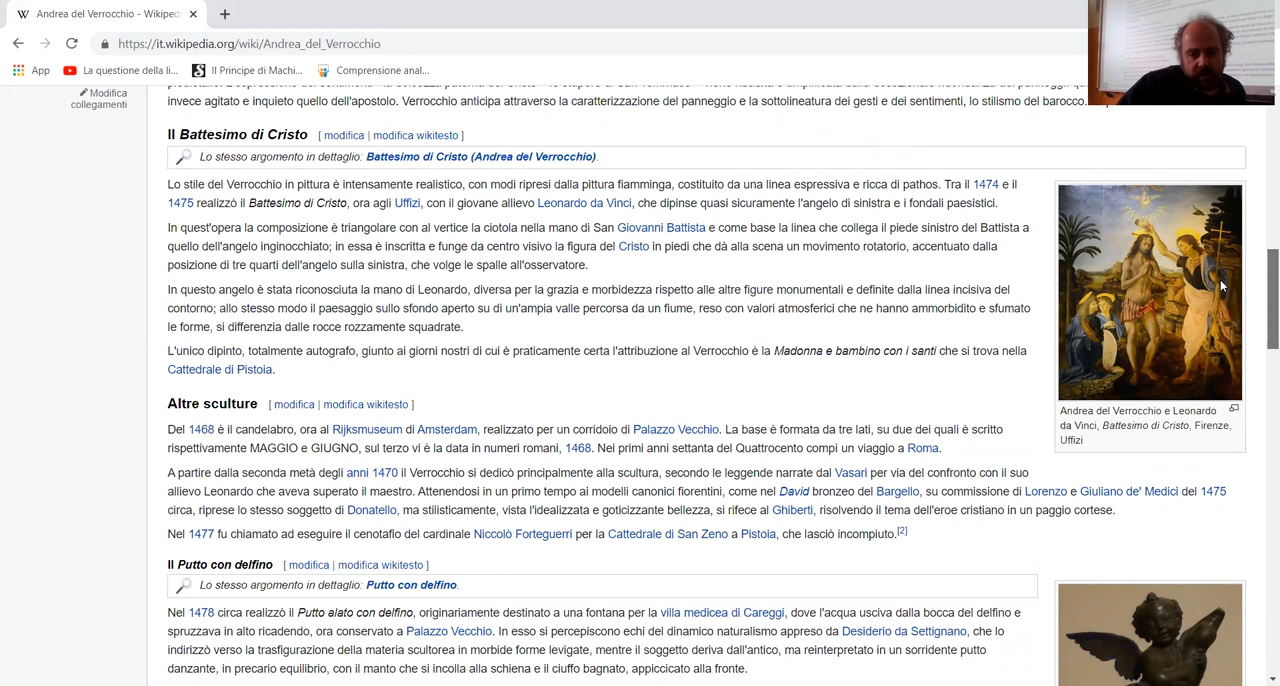 Andrea del Verrocchio - Wikiped
https://it.wikipedia.org/wiki/Andrea_del_Verrocchio
App
La questione della li...
Il Principe di Machi...
Comprensione anal...
Modifica
collegamenti
invece agitato e inquieto quello dell'apostolo. Verrocchio anticipa attraverso la caratterizzazione del panneggio e la sottolineatura dei gesti e dei sentimenti, lo stilismo del barocco.
Il Battesimo di Cristo [ modifica | modifica wikitesto ]
Lo stesso argomento in dettaglio: Battesimo di Cristo (Andrea del Verrocchio).
Lo stile del Verrocchio in pittura è intensamente realistico, con modi ripresi dalla pittura fiamminga, costituito da una linea espressiva e ricca di pathos. Tra il 1474 e il
1475 realizzò il Battesimo di Cristo, ora agli Uffizi, con il giovane allievo Leonardo da Vinci, che dipinse quasi sicuramente l'angelo di sinistra e i fondali paesistici.
In quest'opera la composizione è triangolare con al vertice la ciotola nella mano di San Giovanni Battista e come base la linea che collega il piede sinistro del Battista a
quello dell'angelo inginocchiato; in essa è inscritta e funge da centro visivo la figura del Cristo in piedi che dà alla scena un movimento rotatorio, accentuato dalla
posizione di tre quarti dell'angelo sulla sinistra, che volge le spalle all'osservatore.
In questo angelo è stata riconosciuta la mano di Leonardo, diversa per la grazia e morbidezza rispetto alle altre figure monumentali e definite dalla linea incisiva del
contorno; allo stesso modo il paesaggio sullo sfondo aperto su di un'ampia valle percorsa da un fiume, reso con valori atmosferici che ne hanno ammorbidito e sfumato
le forme, si differenzia dalle rocce rozzamente squadrate.
L'unico dipinto, totalmente autografo, giunto ai giorni nostri di cui è praticamente certa l'attribuzione al Verrocchio è la Madonna e bambino con i santi che si trova nella
Cattedrale di Pistoia.
Andrea del Verrocchio e Leonardo
da Vinci, Battesimo di Cristo, Firenze,
Uffizi
Altre sculture [ modifica | modifica wikitesto ]
Del 1468 è il candelabro, ora al Rijksmuseum di Amsterdam, realizzato per un corridoio di Palazzo Vecchio. La base è formata da tre lati, su due dei quali è scritto
rispettivamente MAGGIO e GIUGNO, sul terzo vi è la data in numeri romani, 1468. Nei primi anni settanta del Quattrocento compì un viaggio a Roma.
A partire dalla seconda metà degli anni 1470 il Verrocchio si dedicò principalmente alla scultura, secondo le leggende narrate dal Vasari per via del confronto con il suo
allievo Leonardo che aveva superato il maestro. Attenendosi in un primo tempo ai modelli canonici fiorentini, come nel David bronzeo del Bargello, su commissione di Lorenzo e Giuliano de' Medici del 1475
circa, riprese lo stesso soggetto di Donatello, ma stilisticamente, vista l'idealizzata e goticizzante bellezza, si rifece al Ghiberti, risolvendo il tema dell'eroe cristiano in un paggio cortese.
Nel 1477 fu chiamato ad eseguire il cenotafio del cardinale Niccolò Forteguerri per la Cattedrale di San Zeno a Pistoia, che lasciò incompiuto.[2]
Il Putto con delfino [ modifica | modifica wikitesto ]
Lo stesso argomento in dettaglio: Putto con delfino.
Nel 1478 circa realizzò il Putto alato con delfino, originariamente destinato a una fontana per la villa medicea di Careggi, dove l'acqua usciva dalla bocca del delfino e
spruzzava in alto ricadendo, ora conservato a Palazzo Vecchio. In esso si percepiscono echi del dinamico naturalismo appreso da Desiderio da Settignano, che lo
indirizzò verso la trasfigurazione della materia scultorea in morbide forme levigate, mentre il soggetto deriva dall'antico, ma reinterpretato in un sorridente putto
danzante, in precario equilibrio, con il manto che si incolla alla schiena e il ciuffo bagnato, appiccicato alla fronte.